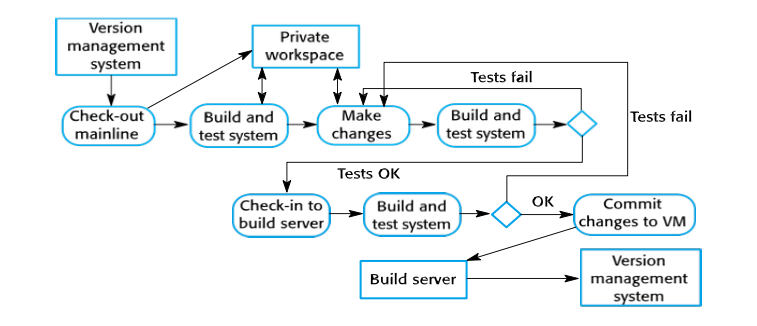 Version
management
system
Private
workspace
Tests fail
Check-out
mainline
Build and
test system
Make
changes
Build and
test system
Tests fail
Tests OK
Check-in to
build server
Build and
test system
OK
Commit
changes to VM
Build server
Version
management
system